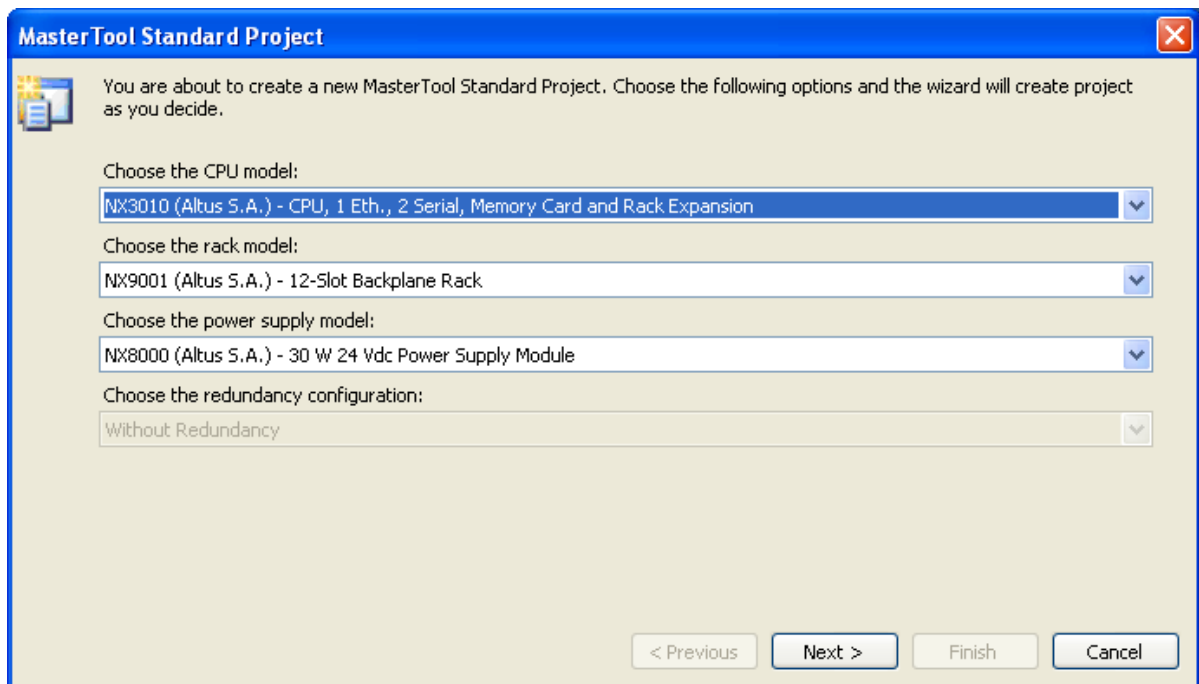 MasterTool Standard Project
You are about to create a new MasterTool Standard Project. Choose the following options and the wizard will create project
as you decide.
Choose the CPU model:
NX3010 (Altus S.A.) - CPU, 1 Eth., 2 Serial, Memory Card and Rack Expansion
Choose the rack model:
NX9001 (Altus S.A.) - 12-Slot Backplane Rack
Choose the power supply model:
NX8000 (Altus S.A.) - 30 W 24 Vdc Power Supply Module
Choose the redundancy configuration:
Without Redundancy
< Previous Next > Finish Cancel